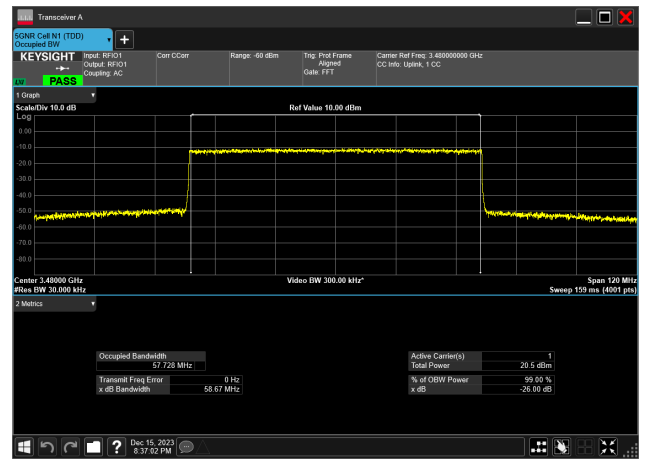 Transceiver A
5GNR Cell N1 (TDD)
Occupied BW
KEYSIGHT
Input: RFIO1
Output: RFIO1
Coupling: AC
Corr CCorr
Range: -60 dBm
Trig: Prot Frame
Aligned
Gate: FFT
Carrier Ref Freq: 3.480000000 GHz
CC Info: Uplink, 1 CC
LW PASS
1 Graph
Scale/Div 10.0 dB Ref Value 10.00 dBm
Log
0.00
-10.0
-20.0
-30.0
-40.0
-50.0
-60.0
-70.0
-80.0
Center 3.48000 GHz Video BW 300.00 kHz* Span 120 MHz
#Res BW 30.000 kHz Sweep 159 ms (4001 pts)
2 Metrics
Occupied Bandwidth
57.728 MHz
Transmit Freq Error 0 Hz
x dB Bandwidth 58.67 MHz
Active Carrier(s) 1
Total Power 20.5 dBm
% of OBW Power 99.00 %
x dB -26.00 dB
Dec 15, 2023
8:37:02 PM